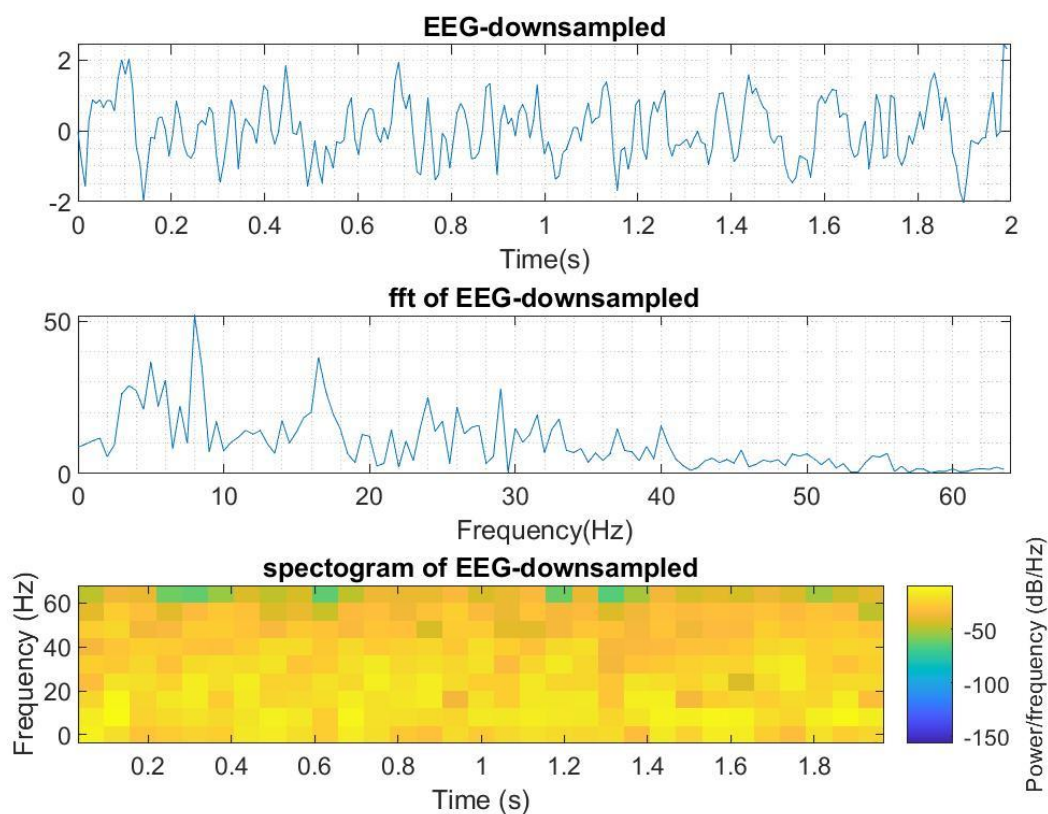 EEG-downsampled
2
0
-2
0 0.2 0.4 0.6 0.8 1 1.2 1.4 1.6 1.8 2
Time(s)
fft of EEG-downsampled
50
0
0 10 20 30 40 50 60
Frequency(Hz)
spectogram of EEG-downsampled
Frequency (Hz)
60
40
20
0
0.2 0.4 0.6 0.8 1 1.2 1.4 1.6 1.8
Time (s)
-50
-100
-150
Power/frequency (dB/Hz)